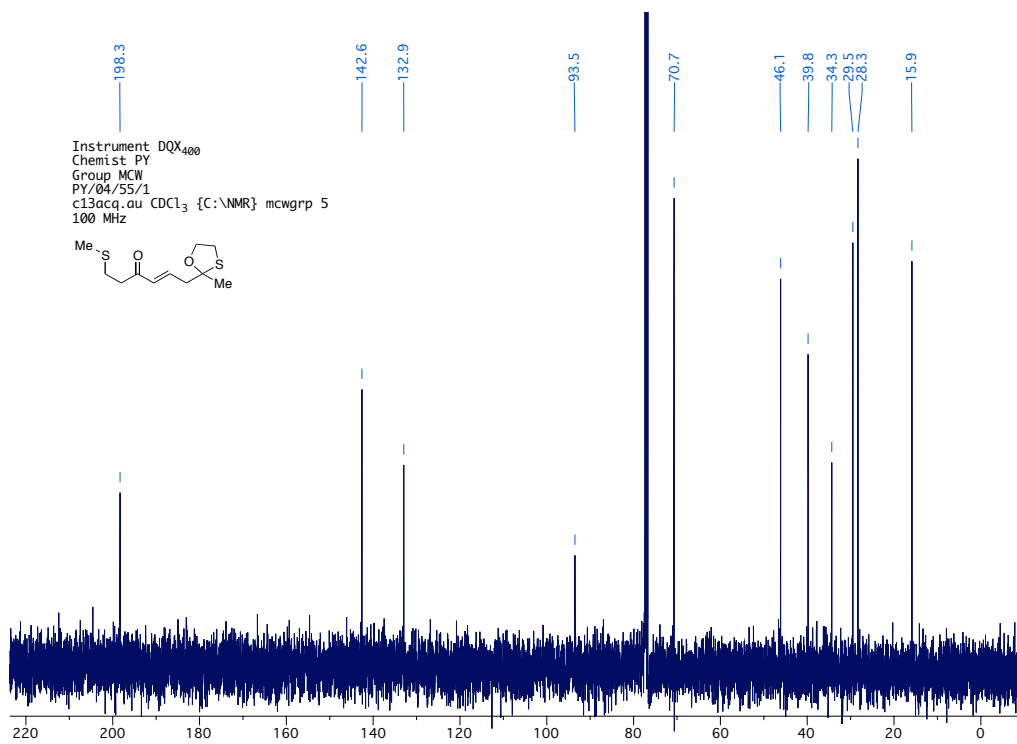 198.3 142.6 132.9 93.5 70.7 46.1 39.8 34.3 29.5 28.3 15.9
Instrument DQX400
Chemist PY
Group MCW
PY/04/55/1
c13acq.au CDCl3 {C:\NMR} mcwgrp 5
100 MHz
Me
S
O
O
S
Me
220 200 180 160 140 120 100 80 60 40 20 0